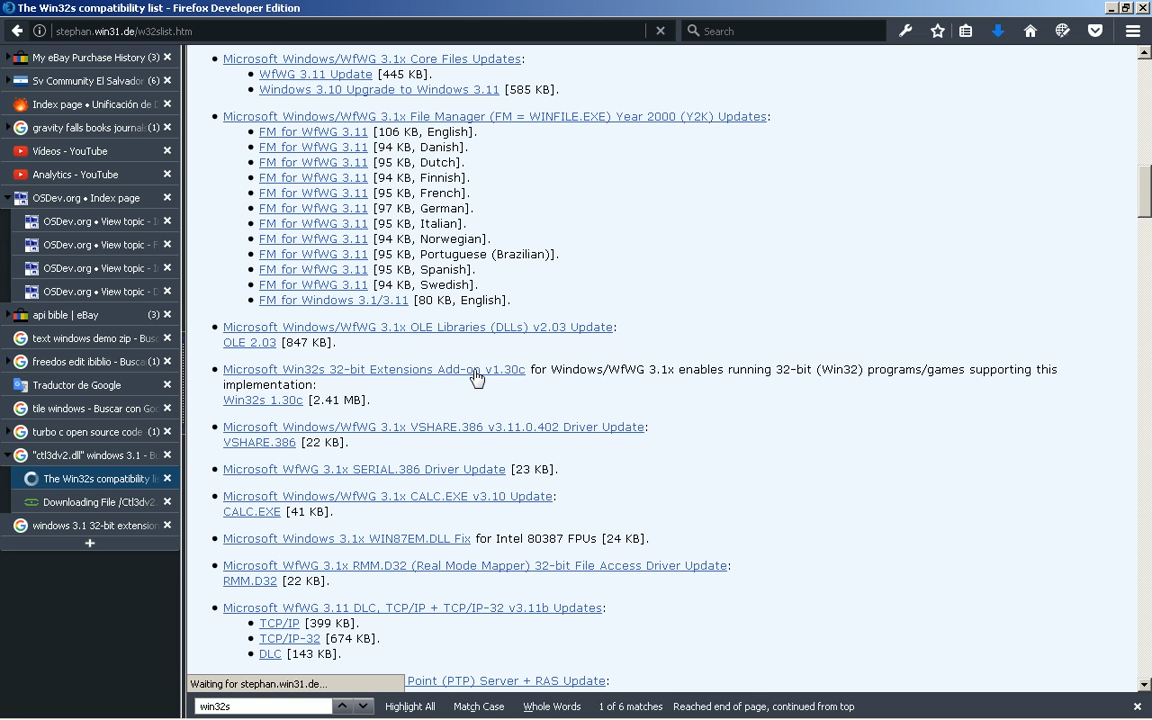 The Win32s compatibility list - Firefox Developer Edition
stephan.win31.de/w32slist.htm
Search
My eBay Purchase History (3)
Sv Community El Salvador (6)
Index page • Unificación de
gravity falls books journal (1)
Vídeos - YouTube
Analytics - YouTube
OSDev.org • Index page
OSDev.org • View topic -
OSDev.org • View topic -
OSDev.org • View topic -
OSDev.org • View topic -
api bible | eBay (3)
text windows demo zip - Bus
freedos edit ibiblio - Busca (1)
Traductor de Google
tile windows - Buscar con Go
turbo c open source code (1)
"ctl3dv2.dll" windows 3.1 - B
The Win32s compatibility li
Downloading File /Ctl3dv2
windows 3.1 32-bit extension
Microsoft Windows/WfWG 3.1x Core Files Updates:
WfWG 3.11 Update [445 KB].
Windows 3.10 Upgrade to Windows 3.11 [585 KB].
Microsoft Windows/WfWG 3.1x File Manager (FM = WINFILE.EXE) Year 2000 (Y2K) Updates:
FM for WfWG 3.11 [106 KB, English].
FM for WfWG 3.11 [94 KB, Danish].
FM for WfWG 3.11 [95 KB, Dutch].
FM for WfWG 3.11 [94 KB, Finnish].
FM for WfWG 3.11 [95 KB, French].
FM for WfWG 3.11 [97 KB, German].
FM for WfWG 3.11 [95 KB, Italian].
FM for WfWG 3.11 [94 KB, Norwegian].
FM for WfWG 3.11 [95 KB, Portuguese (Brazilian)].
FM for WfWG 3.11 [95 KB, Spanish].
FM for WfWG 3.11 [94 KB, Swedish].
FM for Windows 3.1/3.11 [80 KB, English].
Microsoft Windows/WfWG 3.1x OLE Libraries (DLLs) v2.03 Update:
OLE 2.03 [847 KB].
Microsoft Win32s 32-bit Extensions Add-on v1.30c for Windows/WfWG 3.1x enables running 32-bit (Win32) programs/games supporting this
implementation:
Win32s 1.30c [2.41 MB].
Microsoft Windows/WfWG 3.1x VSHARE.386 v3.11.0.402 Driver Update:
VSHARE.386 [22 KB].
Microsoft WfWG 3.1x SERIAL.386 Driver Update [23 KB].
Microsoft Windows/WfWG 3.1x CALC.EXE v3.10 Update:
CALC.EXE [41 KB].
Microsoft Windows 3.1x WIN87EM.DLL Fix for Intel 80387 FPUs [24 KB].
Microsoft WfWG 3.1x RMM.D32 (Real Mode Mapper) 32-bit File Access Driver Update:
RMM.D32 [22 KB].
Microsoft WfWG 3.11 DLC, TCP/IP + TCP/IP-32 v3.11b Updates:
TCP/IP [399 KB].
TCP/IP-32 [674 KB].
DLC [143 KB].
Point (PTP) Server + RAS Update:
Waiting for stephan.win31.de...
win32s
Highlight All Match Case Whole Words 1 of 6 matches Reached end of page, continued from top